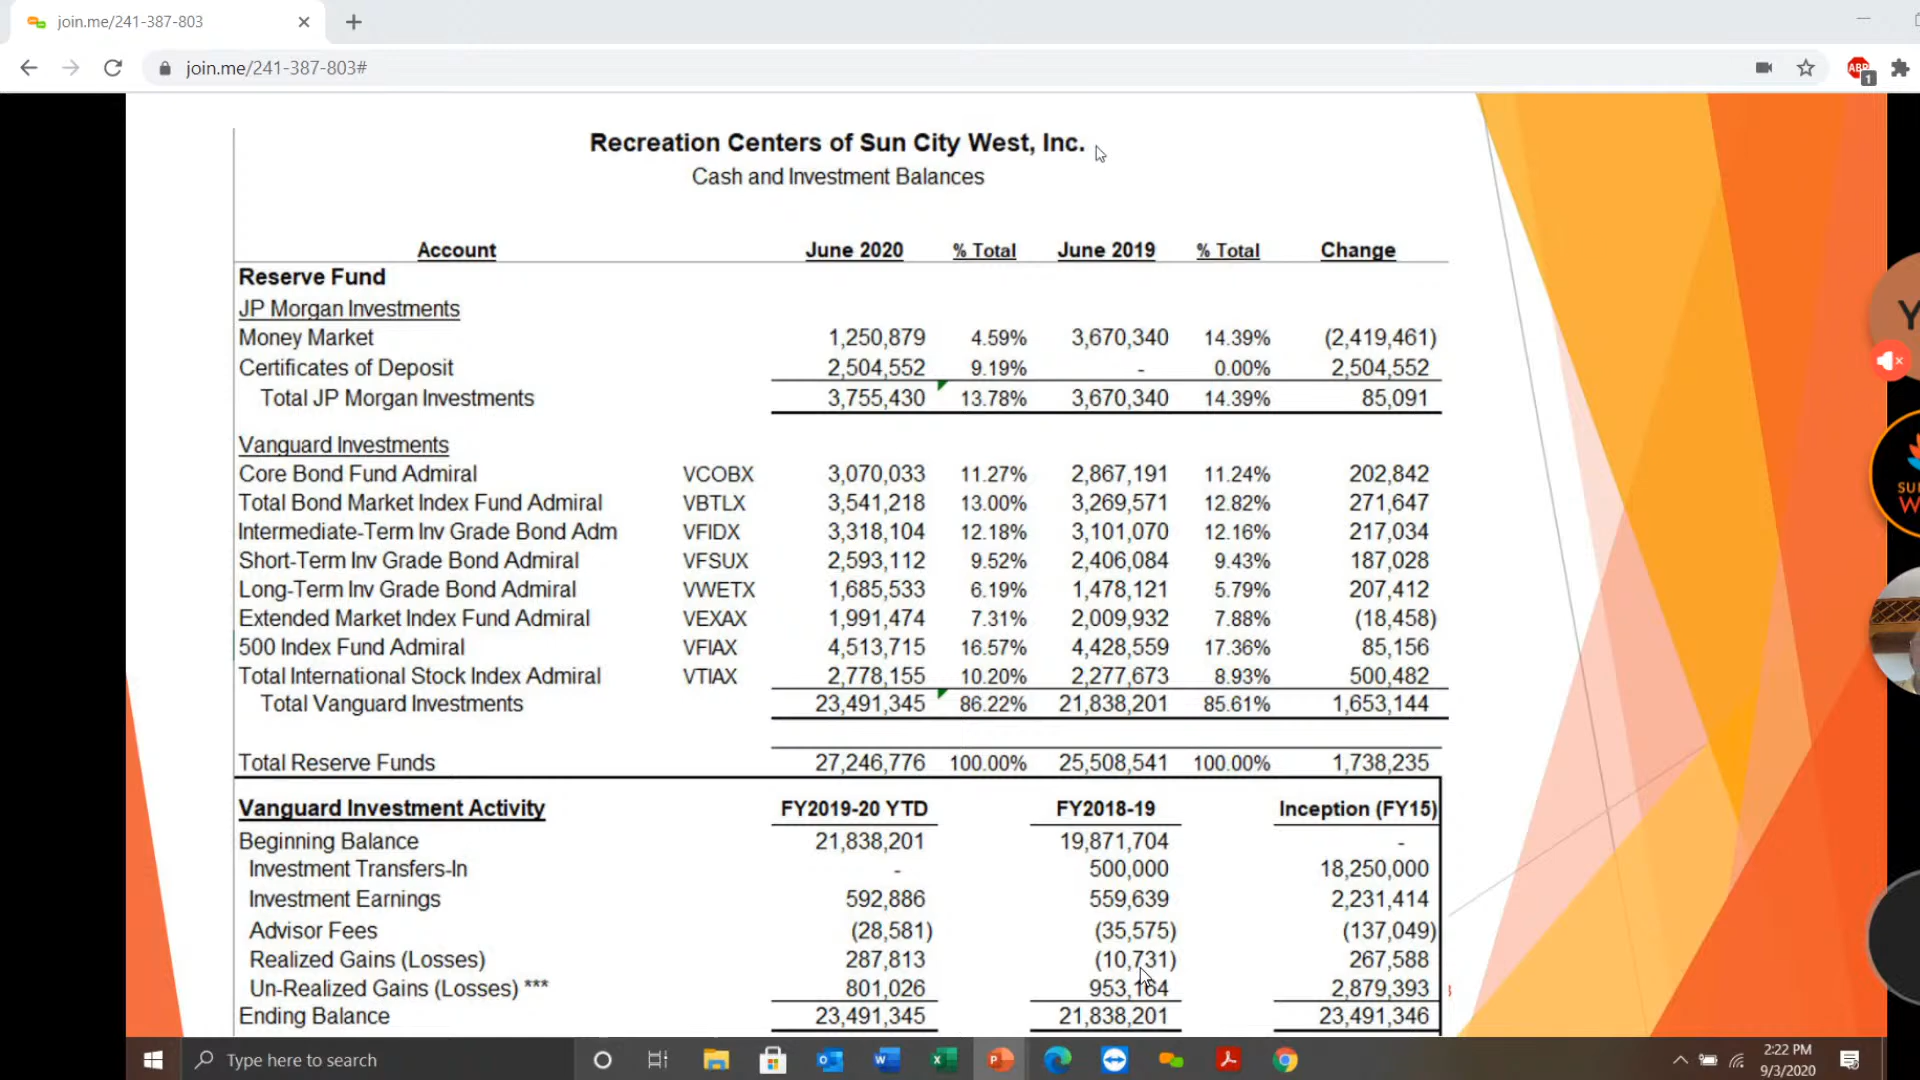 join.me/241-387-803
join.me/241-387-803#
ABP
1
Recreation Centers of Sun City West, Inc.
Cash and Investment Balances
Account June 2020 % Total June 2019 % Total Change
Reserve Fund
JP Morgan Investments
Money Market 1,250,879 4.59% 3,670,340 14.39% (2,419,461)
Certificates of Deposit 2,504,552 9.19% - 0.00% 2,504,552
Total JP Morgan Investments 3,755,430 13.78% 3,670,340 14.39% 85,091
Vanguard Investments
Core Bond Fund Admiral VCOBX 3,070,033 11.27% 2,867,191 11.24% 202,842
Total Bond Market Index Fund Admiral VBTLX 3,541,218 13.00% 3,269,571 12.82% 271,647
Intermediate-Term Inv Grade Bond Adm VFIDX 3,318,104 12.18% 3,101,070 12.16% 217,034
Short-Term Inv Grade Bond Admiral VFSUX 2,593,112 9.52% 2,406,084 9.43% 187,028
Long-Term Inv Grade Bond Admiral VWETX 1,685,533 6.19% 1,478,121 5.79% 207,412
Extended Market Index Fund Admiral VEXAX 1,991,474 7.31% 2,009,932 7.88% (18,458)
500 Index Fund Admiral VFIAX 4,513,715 16.57% 4,428,559 17.36% 85,156
Total International Stock Index Admiral VTIAX 2,778,155 10.20% 2,277,673 8.93% 500,482
Total Vanguard Investments 23,491,345 86.22% 21,838,201 85.61% 1,653,144
Total Reserve Funds 27,246,776 100.00% 25,508,541 100.00% 1,738,235
Vanguard Investment Activity FY2019-20 YTD FY2018-19 Inception (FY15)
Beginning Balance 21,838,201 19,871,704 -
Investment Transfers-In - 500,000 18,250,000
Investment Earnings 592,886 559,639 2,231,414
Advisor Fees (28,581) (35,575) (137,049)
Realized Gains (Losses) 287,813 (10,731) 267,588
Un-Realized Gains (Losses) *** 801,026 953,164 2,879,393
Ending Balance 23,491,345 21,838,201 23,491,346
Y
SU
W
Type here to search
2:22 PM
9/3/2020